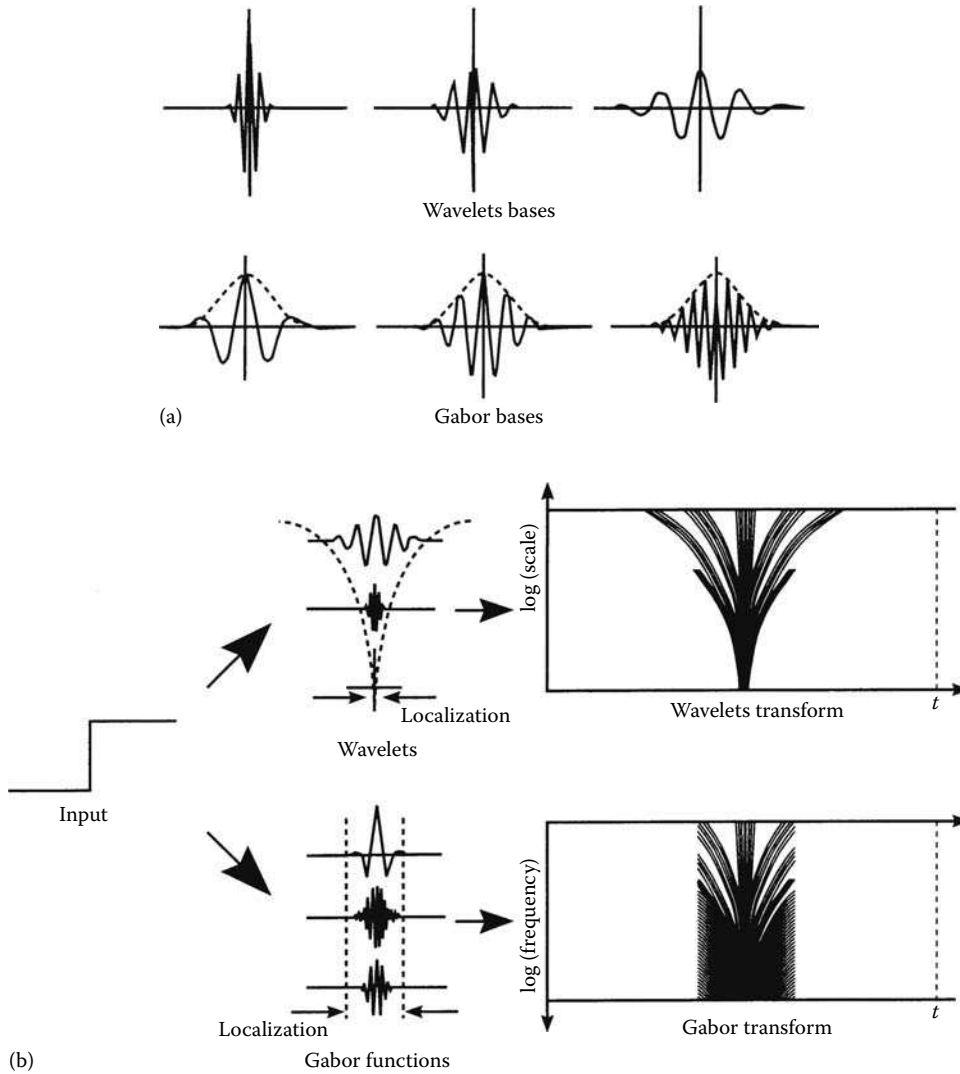 Wavelets bases
(a)
Gabor bases
Input
Localization
Wavelets
log (scale)
Wavelets transform
t
Localization
Gabor functions
log (frequency)
Gabor transform
t
(b)